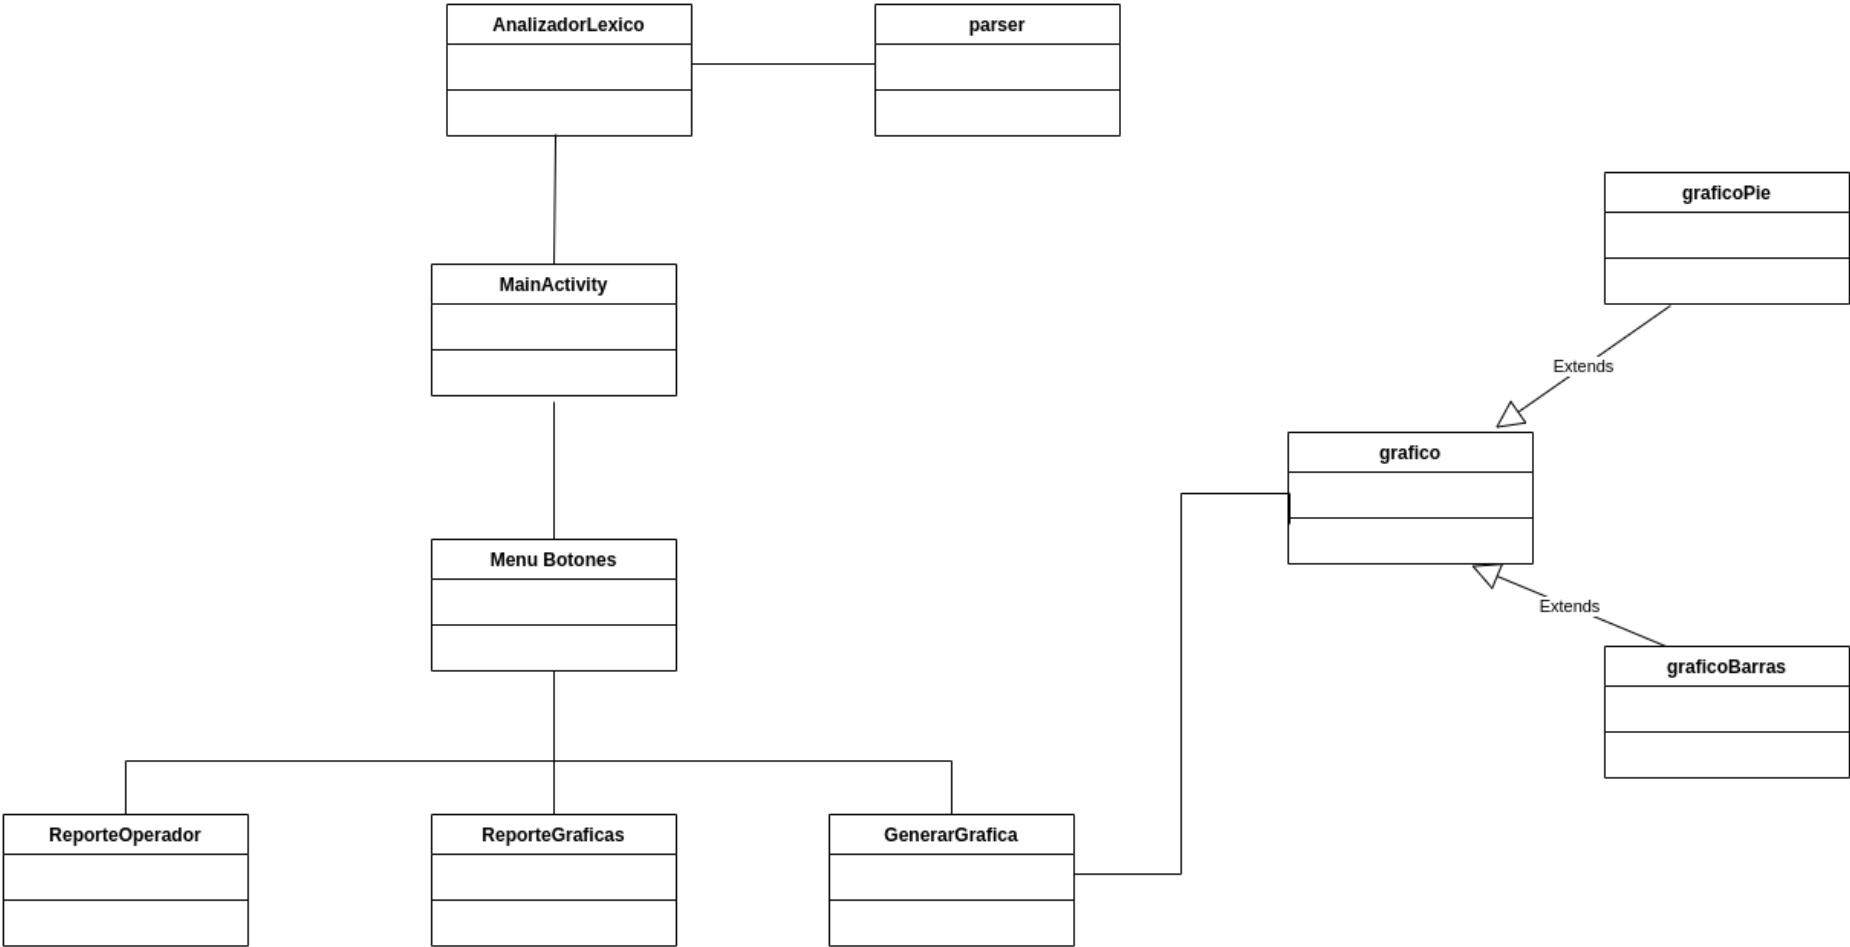 AnalizadorLexico
parser
graficoPie
MainActivity
Extends
grafico
Menu Botones
Extends
graficoBarras
ReporteOperador
ReporteGraficas
GenerarGrafica